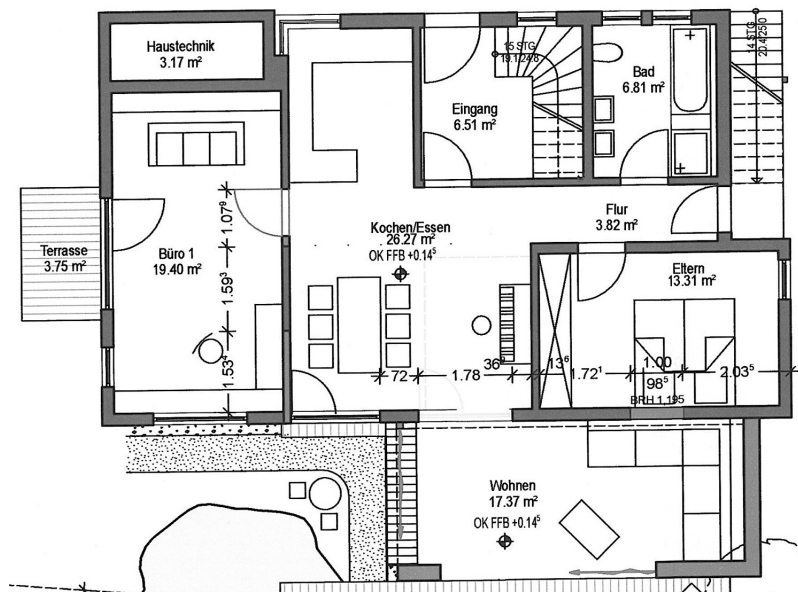 Haustechnik
3.17 m²
15 STG
19.1/24.8
14 STG
20.4/25.0
Bad
6.81 m²
Eingang
6.51 m²
Flur
3.82 m²
Kochen/Essen
26.27 m²
OK FFB +0.14⁵
Terrasse
3.75 m²
Büro 1
19.40 m²
1.07⁹
1.59³
1.53⁴
Eltern
13.31 m²
72
1.78
36⁵
13⁶
1.72¹
1.00
98⁵
2.03⁵
BRH 1,195
Wohnen
17.37 m²
OK FFB +0.14⁵